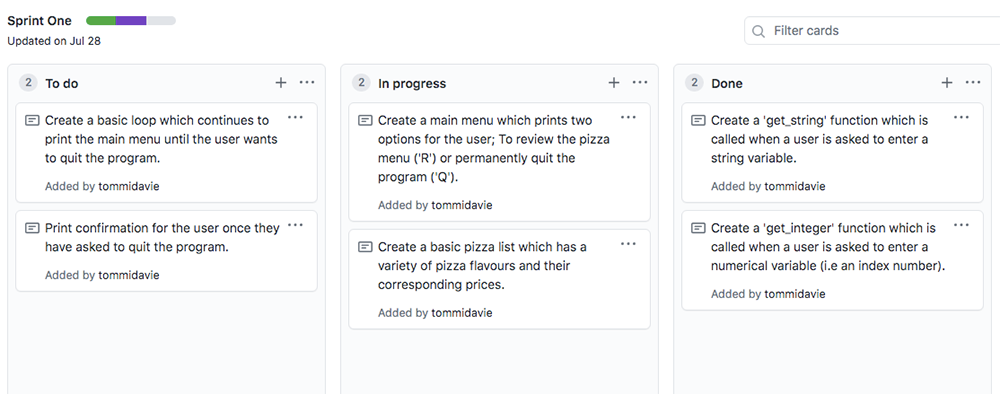 Sprint One
Updated on Jul 28
Filter cards
2 To do
Create a basic loop which continues to
print the main menu until the user wants
to quit the program.
Added by tommidavie
Print confirmation for the user once they
have asked to quit the program.
Added by tommidavie
2 In progress
Create a main menu which prints two
options for the user; To review the pizza
menu ('R') or permanently quit the
program ('Q').
Added by tommidavie
Create a basic pizza list which has a
variety of pizza flavours and their
corresponding prices.
Added by tommidavie
2 Done
Create a 'get_string' function which is
called when a user is asked to enter a
string variable.
Added by tommidavie
Create a 'get_integer' function which is
called when a user is asked to enter a
numerical variable (i.e an index number).
Added by tommidavie